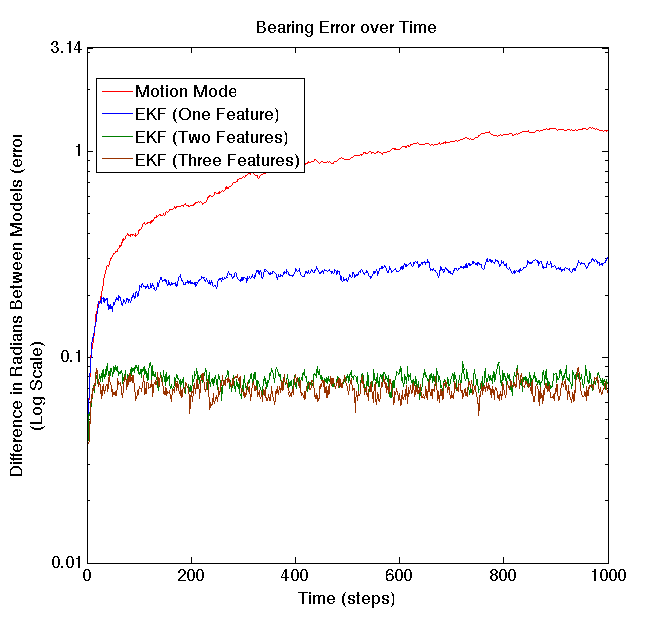 Bearing Error over Time
Difference in Radians Between Models (error
(Log Scale)
3.14
1
0.1
0.01
Motion Mode
EKF (One Feature)
EKF (Two Features)
EKF (Three Features)
0
200
400
600
800
1000
Time (steps)